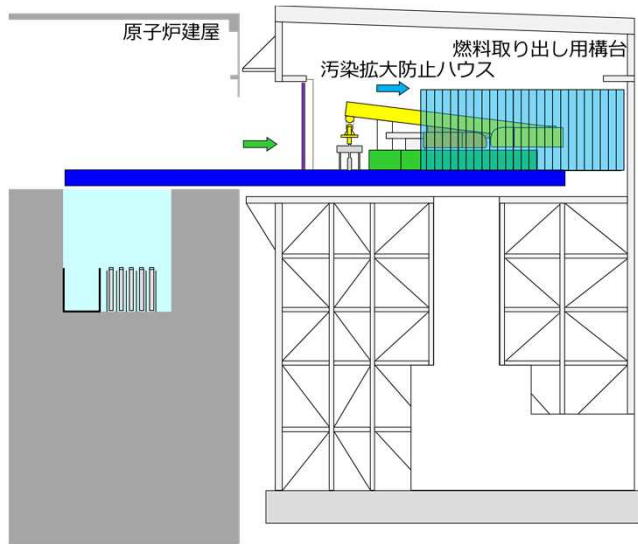 原子炉建屋
燃料取り出し用構台
汚染拡大防止ハウス